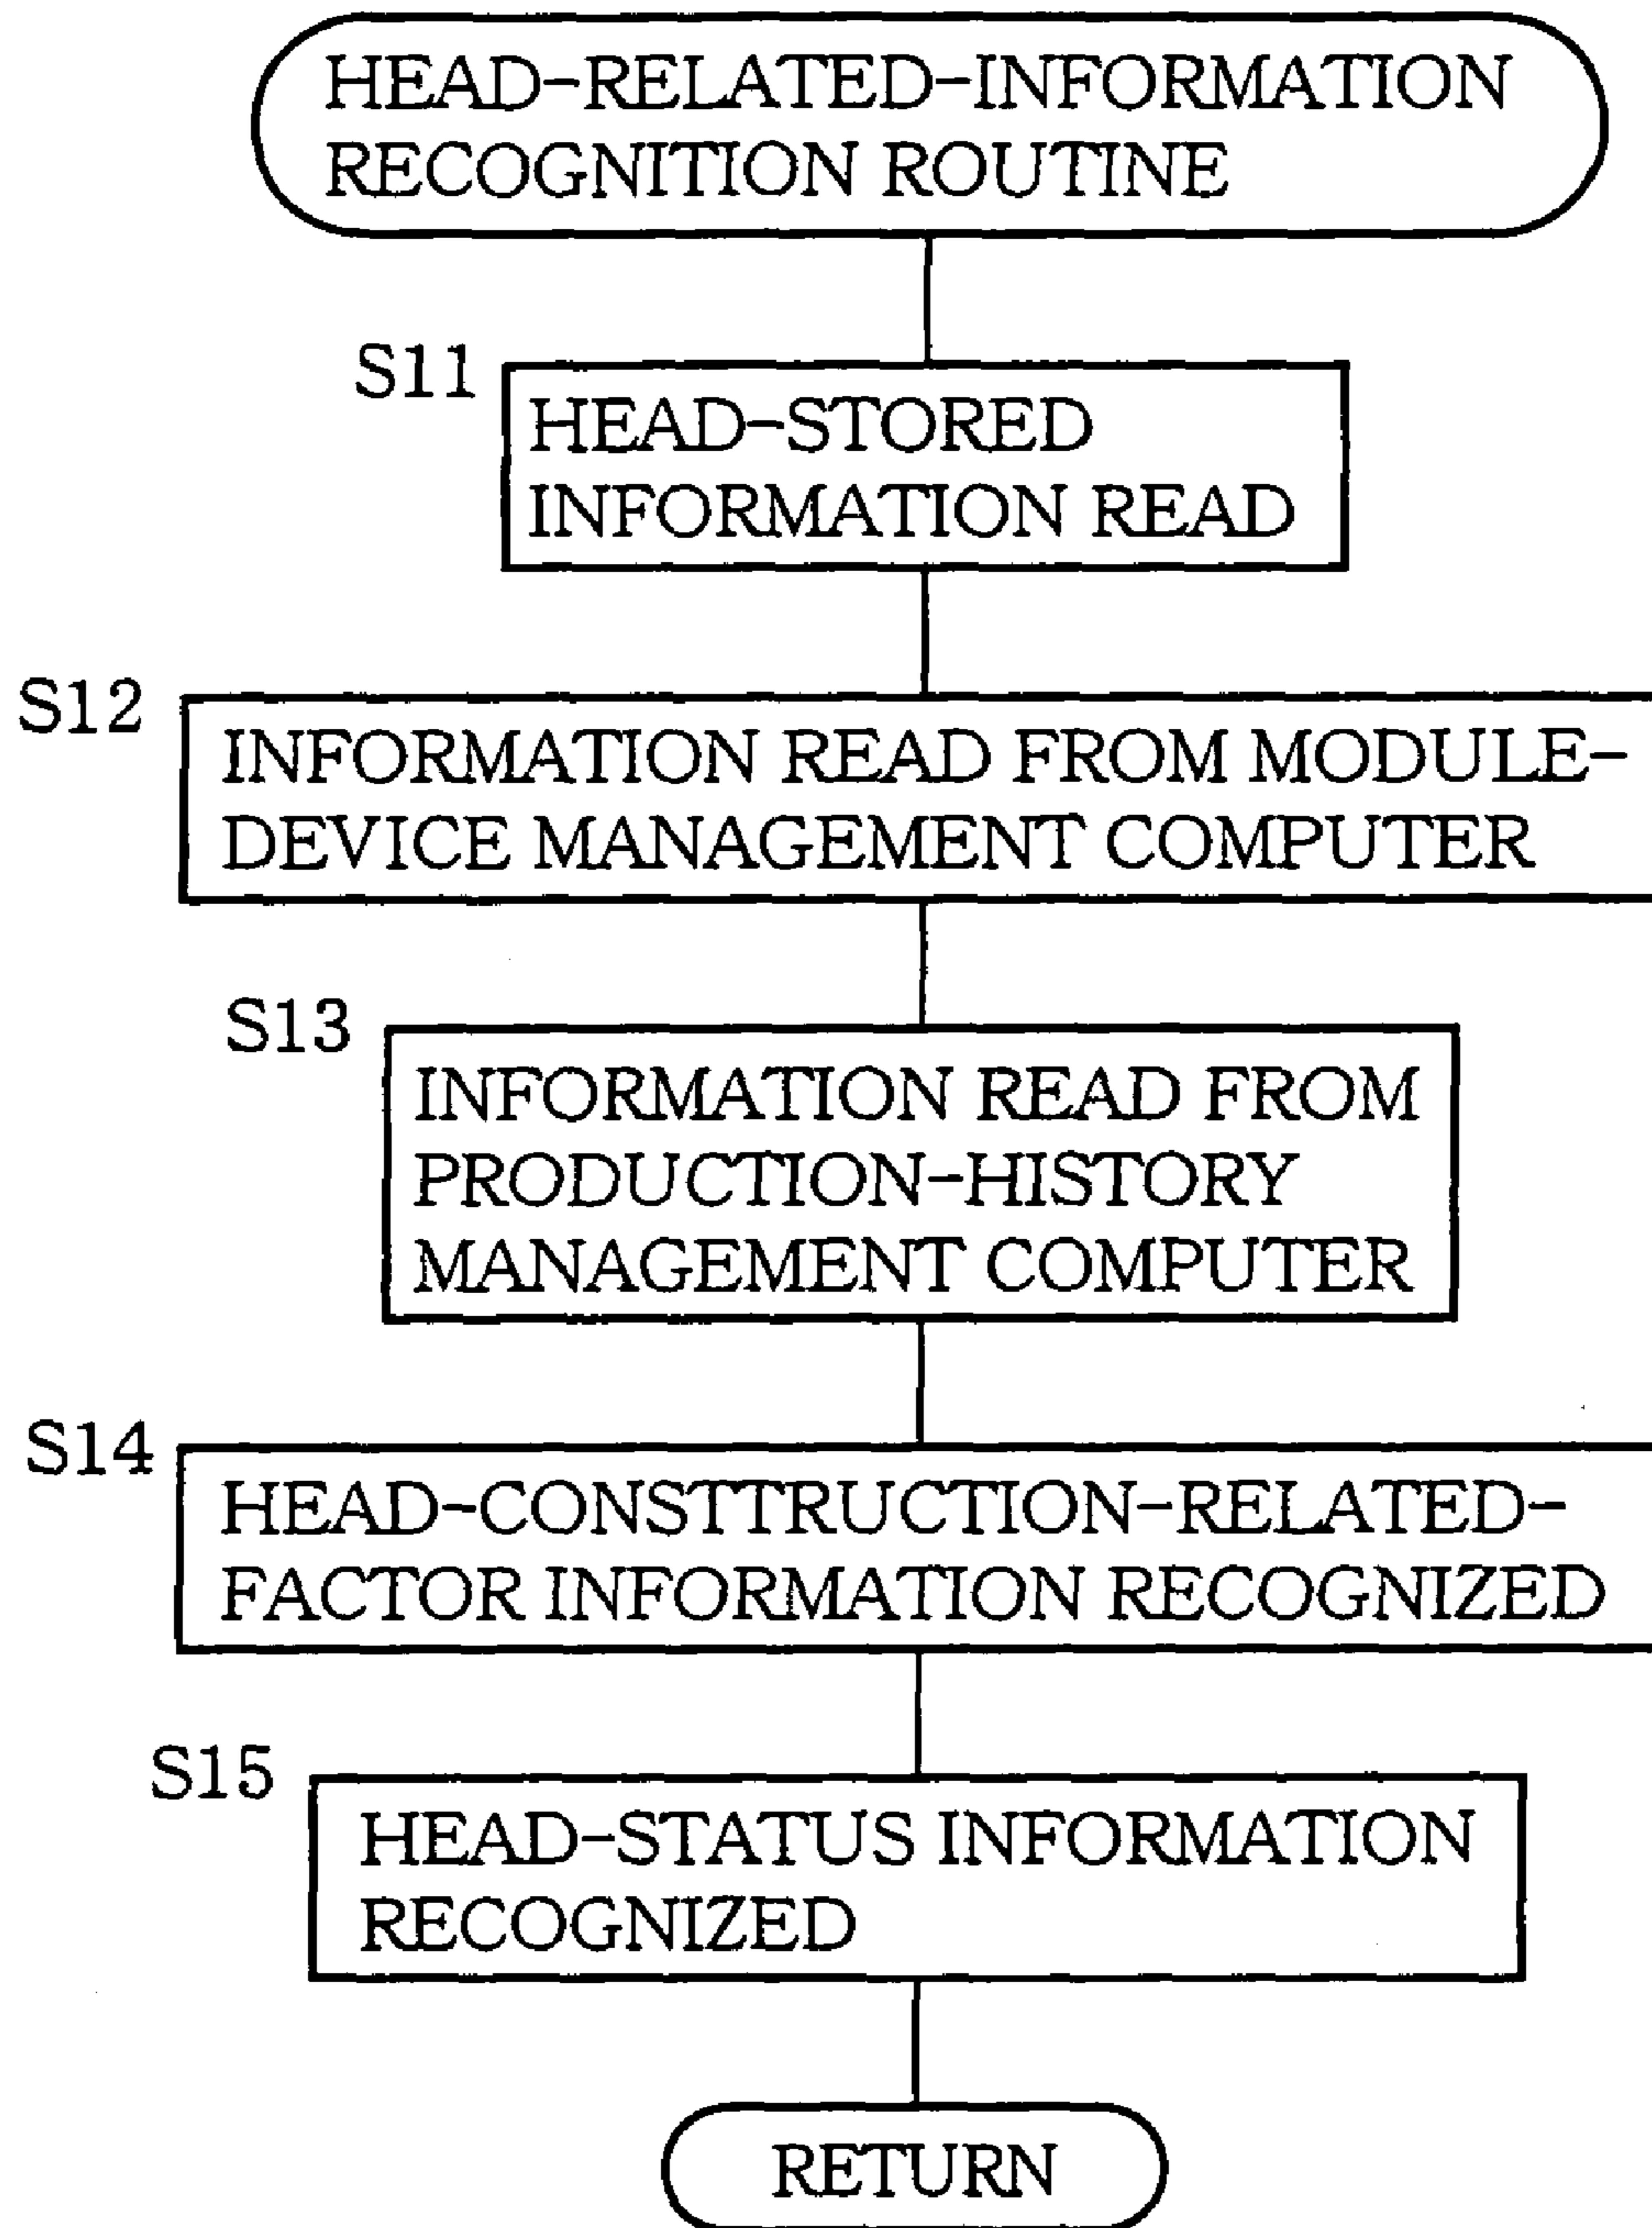 HEAD-RELATED-INFORMATION
RECOGNITION ROUTINE
S11
HEAD-STORED
INFORMATION READ
S12
INFORMATION READ FROM MODULE-
DEVICE MANAGEMENT COMPUTER
S13
INFORMATION READ FROM
PRODUCTION-HISTORY
MANAGEMENT COMPUTER
S14
HEAD-CONSTTRUCTION-RELATED-
FACTOR INFORMATION RECOGNIZED
S15
HEAD-STATUS INFORMATION
RECOGNIZED
RETURN